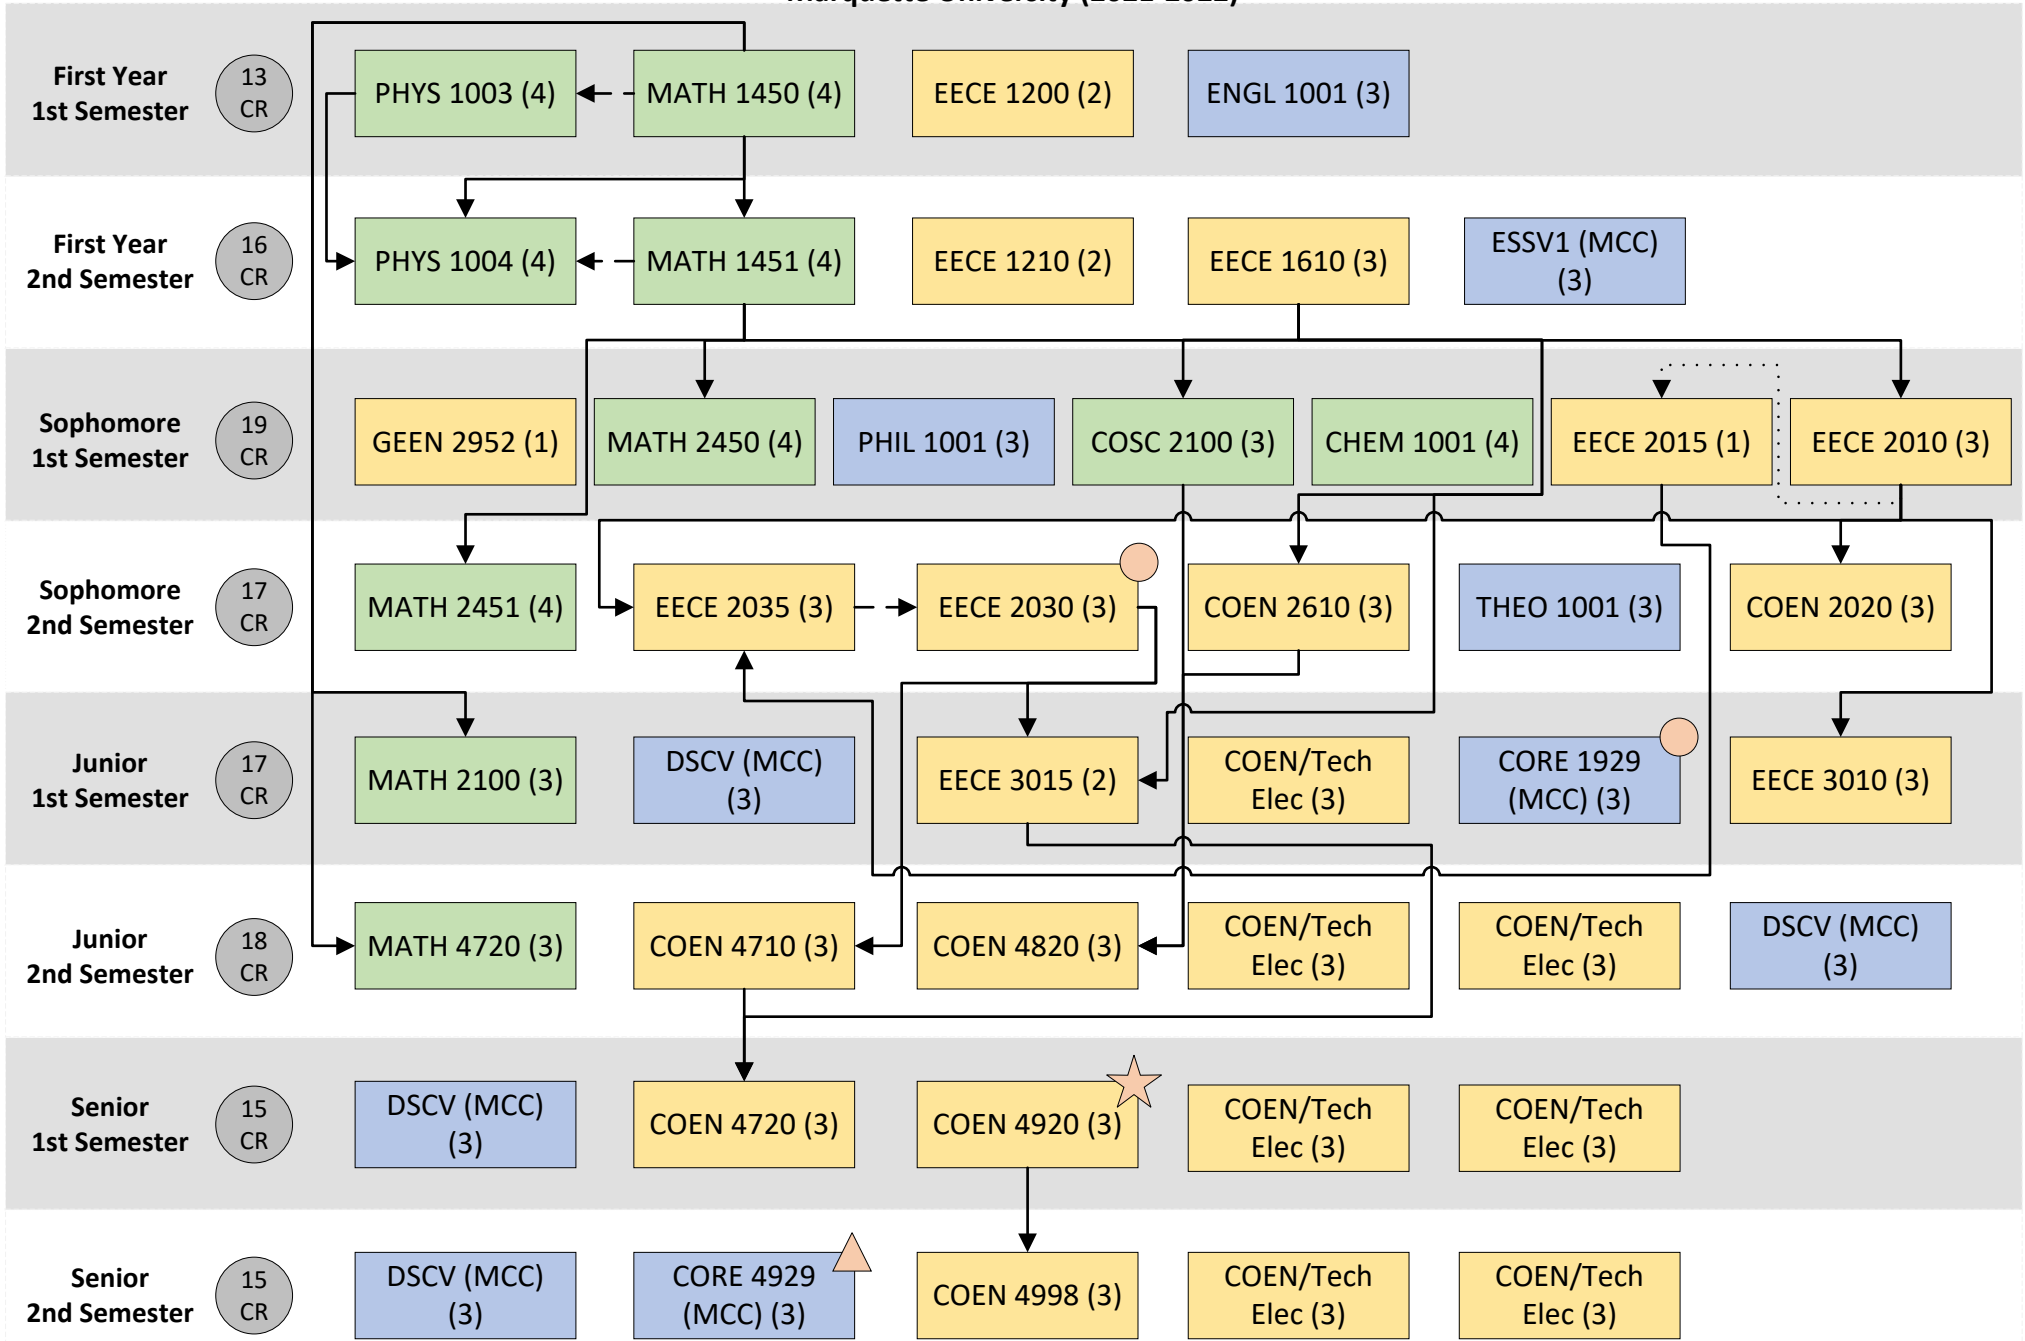 Marquette University (2021-2022)
First Year
1st Semester
13
CR
PHYS 1003 (4)
MATH 1450 (4)
EECE 1200 (2)
ENGL 1001 (3)
First Year
2nd Semester
16
CR
PHYS 1004 (4)
MATH 1451 (4)
EECE 1210 (2)
EECE 1610 (3)
ESSV1 (MCC)
(3)
Sophomore
1st Semester
19
CR
GEEN 2952 (1)
MATH 2450 (4)
PHIL 1001 (3)
COSC 2100 (3)
CHEM 1001 (4)
EECE 2015 (1)
EECE 2010 (3)
Sophomore
2nd Semester
17
CR
MATH 2451 (4)
EECE 2035 (3)
EECE 2030 (3)
COEN 2610 (3)
THEO 1001 (3)
COEN 2020 (3)
Junior
1st Semester
17
CR
MATH 2100 (3)
DSCV (MCC)
(3)
EECE 3015 (2)
COEN/Tech
Elec (3)
CORE 1929
(MCC) (3)
EECE 3010 (3)
Junior
2nd Semester
18
CR
MATH 4720 (3)
COEN 4710 (3)
COEN 4820 (3)
COEN/Tech
Elec (3)
COEN/Tech
Elec (3)
DSCV (MCC)
(3)
Senior
1st Semester
15
CR
DSCV (MCC)
(3)
COEN 4720 (3)
COEN 4920 (3)
COEN/Tech
Elec (3)
COEN/Tech
Elec (3)
Senior
2nd Semester
15
CR
DSCV (MCC)
(3)
CORE 4929
(MCC) (3)
COEN 4998 (3)
COEN/Tech
Elec (3)
COEN/Tech
Elec (3)